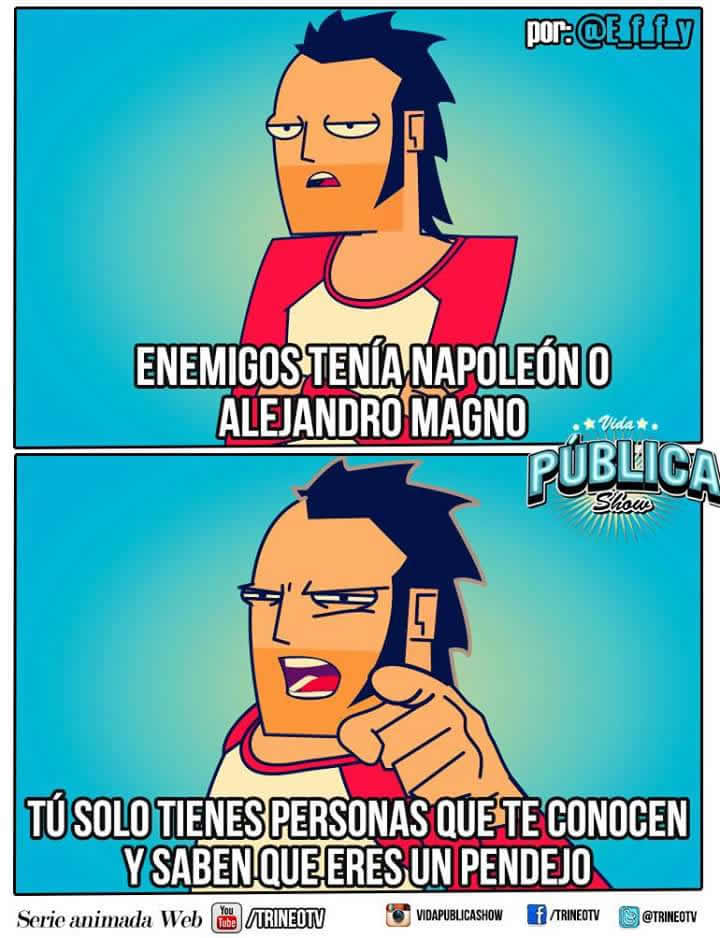 por: @E_f_f_y
ENEMIGOS TENÍA NAPOLEÓN O
ALEJANDRO MAGNO
Vida
PÚBLICA
Show
TÚ SOLO TIENES PERSONAS QUE TE CONOCEN
Y SABEN QUE ERES UN PENDEJO
Serie animada Web You Tube /TRINEOTV VIDAPUBLICASHOW f /TRINEOTV @TRINEOTV